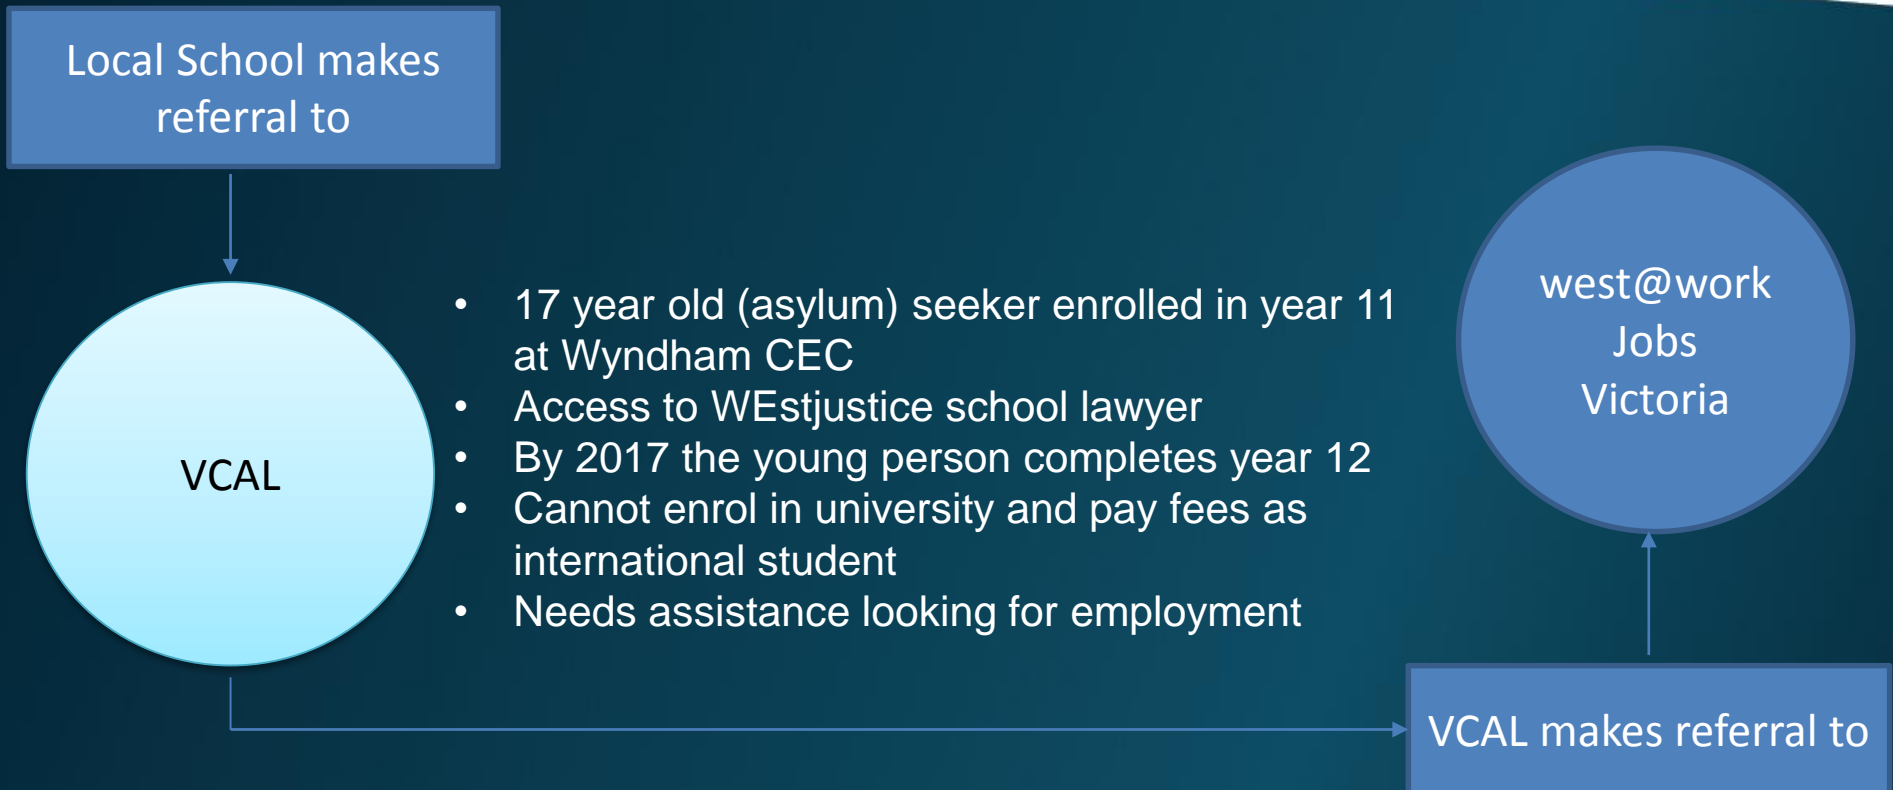 Local School makes
referral to
VCAL
• 17 year old (asylum) seeker enrolled in year 11
at Wyndham CEC
• Access to WEstjustice school lawyer
• By 2017 the young person completes year 12
• Cannot enrol in university and pay fees as
international student
• Needs assistance looking for employment
west@work
Jobs
Victoria
VCAL makes referral to